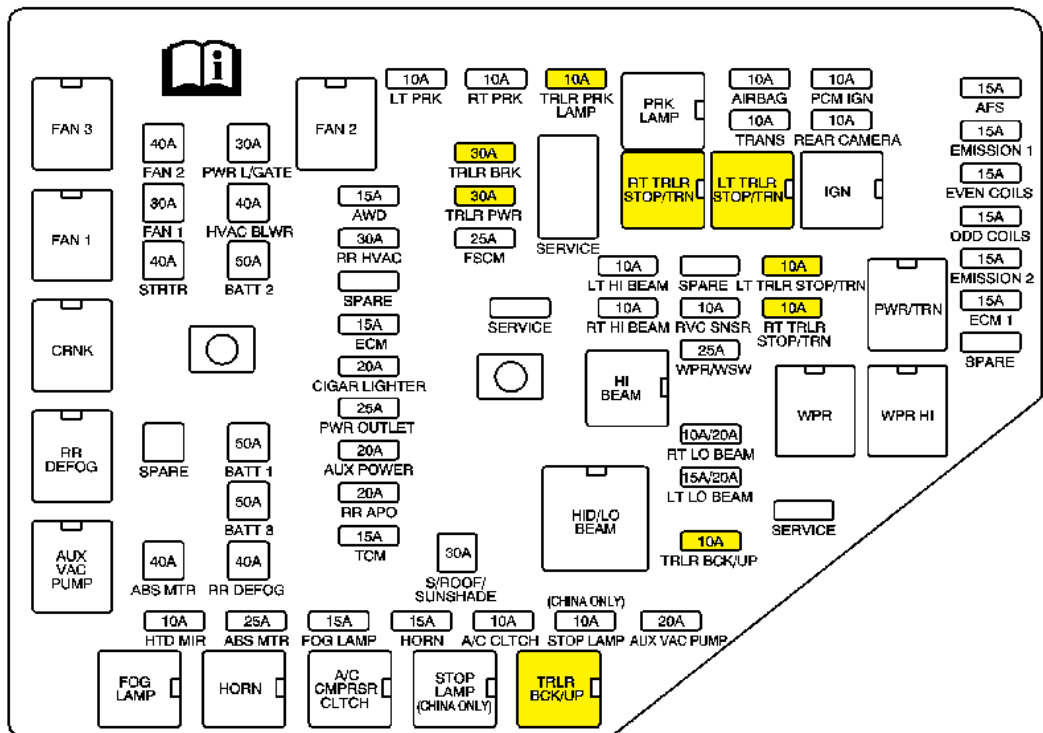 i
FAN 3
40A
FAN 2
30A
PWR L/GATE
FAN 2
10A
LT PRK
10A
RT PRK
10A
TRLR PRK
LAMP
PRK
LAMP
10A
AIRBAG
10A
PCM IGN
10A
TRANS
10A
REAR CAMERA
15A
AFS
15A
EMISSION 1
15A
EVEN COILS
15A
ODD COILS
15A
EMISSION 2
15A
ECM 1
SPARE
30A
TRLR BRK
30A
TRLR PWR
25A
FSCM
SERVICE
RT TRLR
STOP/TRN
LT TRLR
STOP/TRN
IGN
FAN 1
30A
FAN 1
40A
HVAC BLWR
40A
STRTR
50A
BATT 2
15A
AWD
30A
RR HVAC
SPARE
15A
ECM
20A
CIGAR LIGHTER
25A
PWR OUTLET
20A
AUX POWER
20A
RR APO
15A
TCM
SERVICE
10A
LT HI BEAM
SPARE
10A
LT TRLR STOP/TRN
10A
RT HI BEAM
10A
RVC SNSR
10A
RT TRLR
STOP/TRN
25A
WPR/WSW
PWR/TRN
CRNK
HI
BEAM
WPR
WPR HI
RR
DEFOG
SPARE
50A
BATT 1
50A
BATT 3
10A/20A
RT LO BEAM
15A/20A
LT LO BEAM
HID/LO
BEAM
SERVICE
10A
TRLR BCK/UP
AUX
VAC
PUMP
40A
ABS MTR
40A
RR DEFOG
30A
S/ROOF/
SUNSHADE
10A
HTD MIR
25A
ABS MTR
15A
FOG LAMP
15A
HORN
10A
A/C CLTCH
(CHINA ONLY)
10A
STOP LAMP
20A
AUX VAC PUMP
FOG
LAMP
HORN
A/C
CMPRSR
CLTCH
STOP
LAMP
(CHINA ONLY)
TRLR
BCK/UP